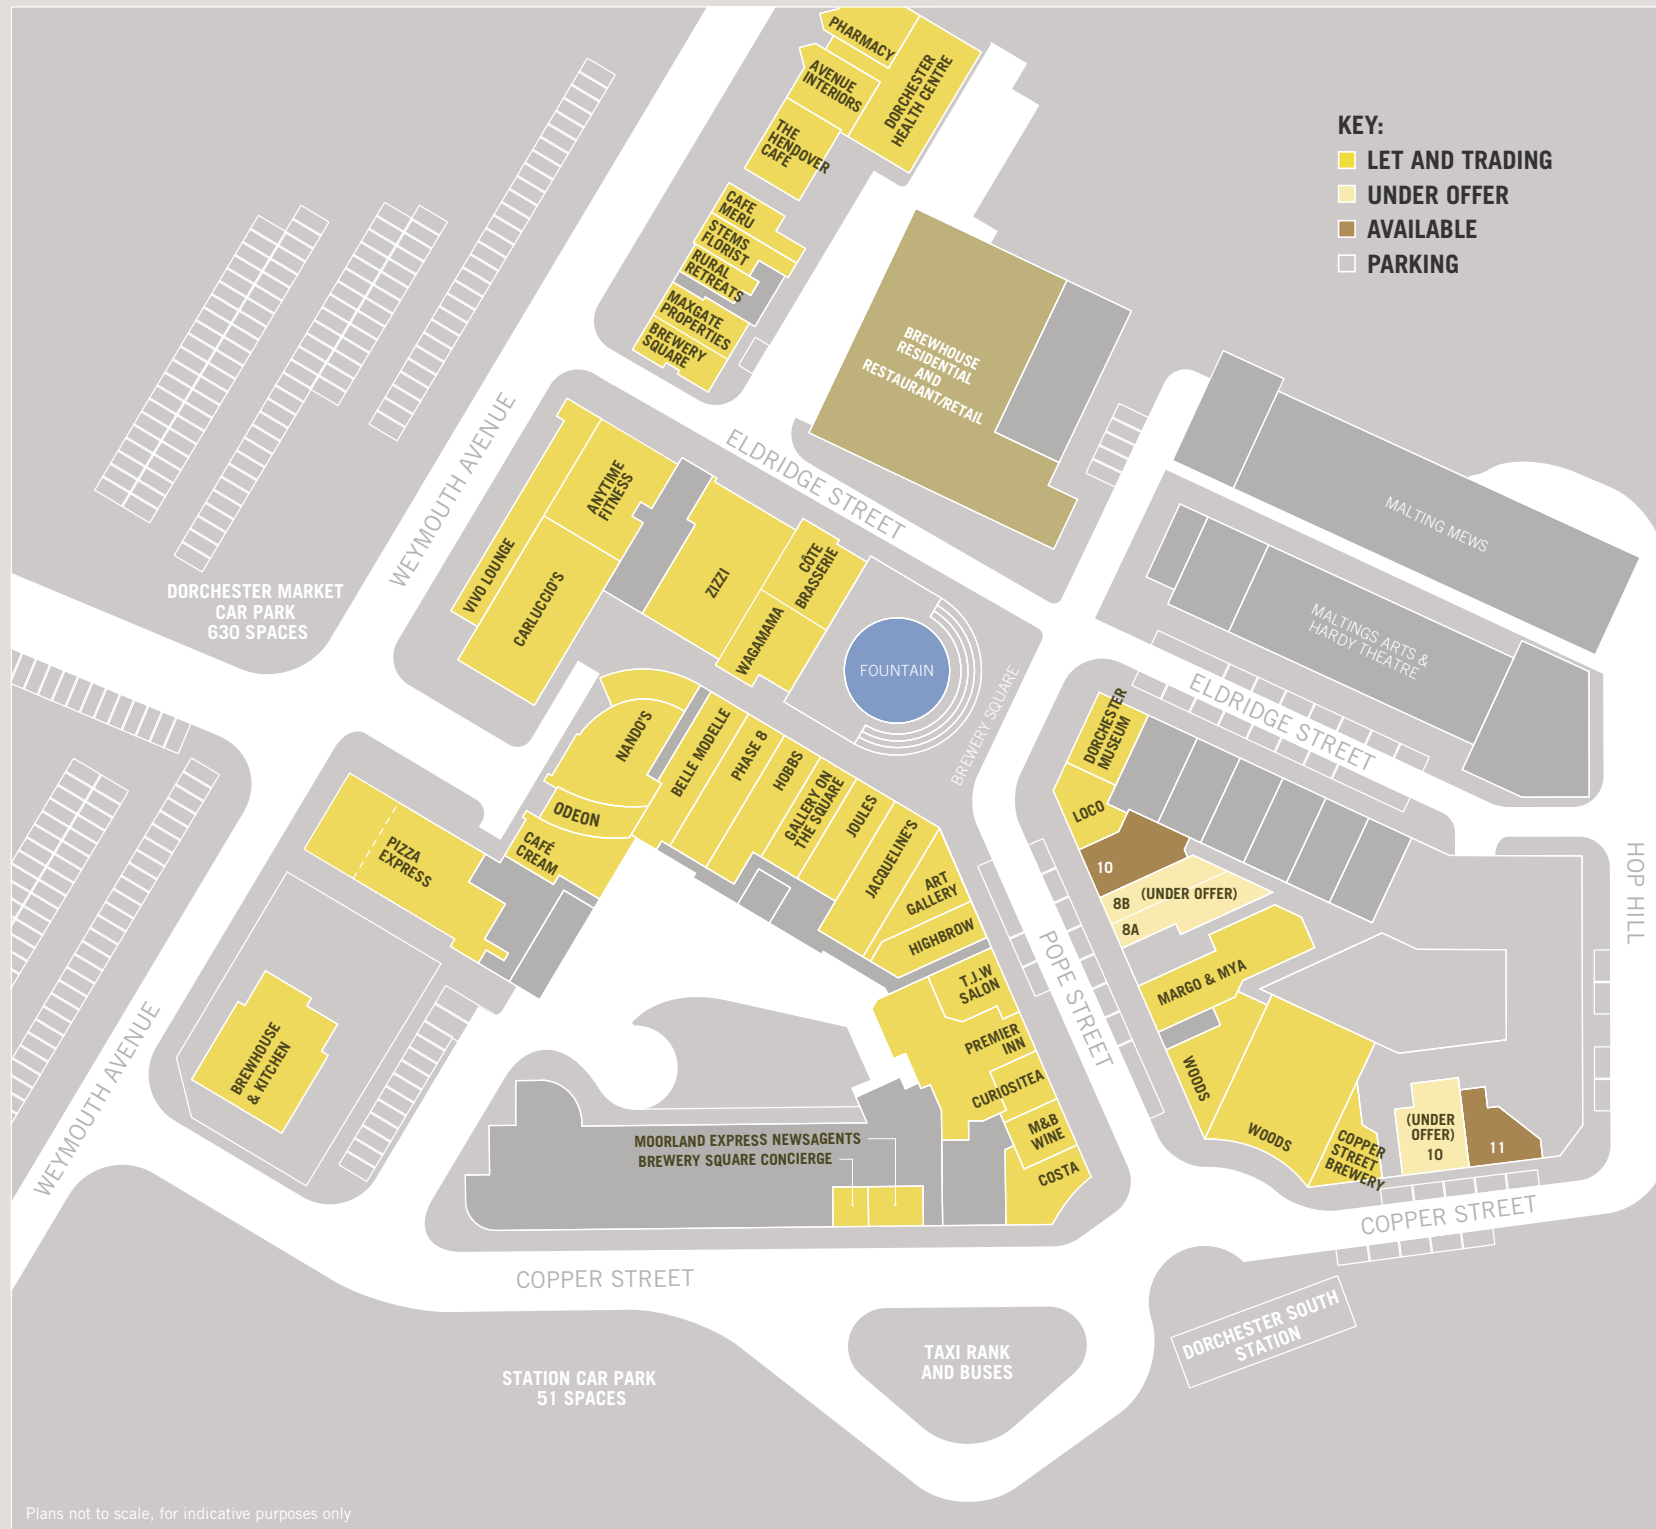 PHARMACY
DORCHESTER
HEALTH CENTRE
AVENUE
INTERIORS
THE
HENDOVER
CAFE
CAFE
MERU
STEMS
FLORIST
RURAL
RETREATS
MAXGATE
PROPERTIES
BREWERY
SQUARE
KEY:
LET AND TRADING
UNDER OFFER
AVAILABLE
PARKING
BREWHOUSE
RESIDENTIAL
AND
RESTAURANT/RETAIL
WEYMOUTH AVENUE
ELDRIDGE STREET
MALTING MEWS
MALTINGS ARTS &
HARDY THEATRE
DORCHESTER MARKET
CAR PARK
630 SPACES
VIVO LOUNGE
ANYTIME
FITNESS
CARLUCCIO'S
ZIZZI
CÔTE
BRASSERIE
WAGAMAMA
FOUNTAIN
BREWERY SQUARE
ELDRIDGE STREET
DORCHESTER
MUSEUM
LOCO
10
8B
(UNDER OFFER)
8A
HOP HILL
NANDO'S
ODEON
CAFÉ
CREAM
BELLE MODELLE
PHASE 8
HOBBS
GALLERY ON
THE SQUARE
JOULES
JACQUELINE'S
ART
GALLERY
HIGHBROW
PIZZA
EXPRESS
BREWHOUSE
& KITCHEN
WEYMOUTH AVENUE
T.J.W
SALON
PREMIER
INN
CURIOSITEA
M&B
WINE
COSTA
POPE STREET
MARGO & MYA
WOODS
WOODS
COPPER
STREET
BREWERY
(UNDER
OFFER)
10
11
MOORLAND EXPRESS NEWSAGENTS
BREWERY SQUARE CONCIERGE
COPPER STREET
COPPER STREET
DORCHESTER SOUTH
STATION
TAXI RANK
AND BUSES
STATION CAR PARK
51 SPACES
Plans not to scale, for indicative purposes only